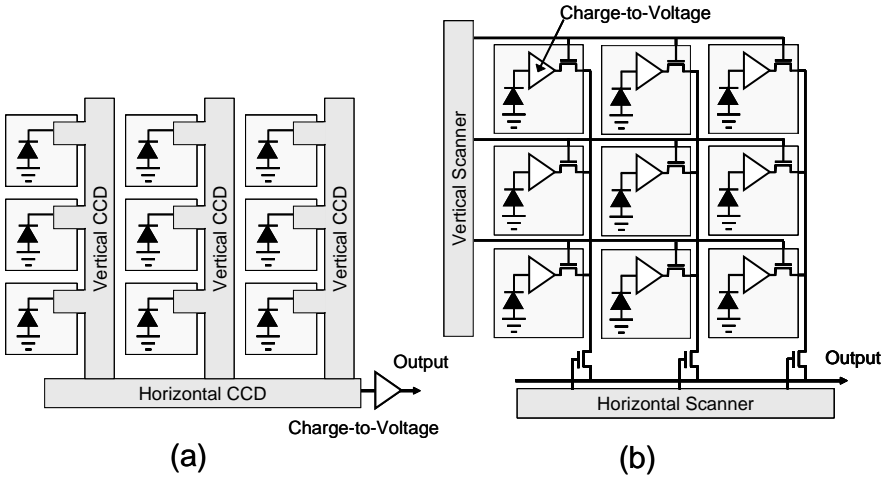 Charge-to-Voltage
Vertical CCD
Vertical CCD
Vertical CCD
Output
Horizontal CCD
Charge-to-Voltage
(a)
Vertical Scanner
Output
Horizontal Scanner
(b)